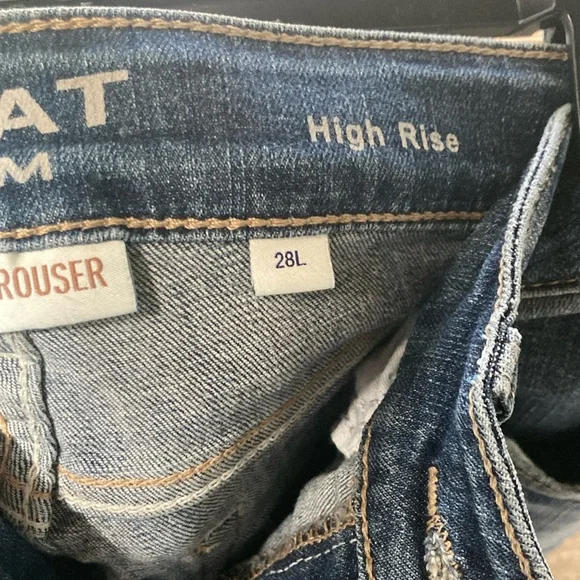 AT
High Rise
M
ROUSER
28L